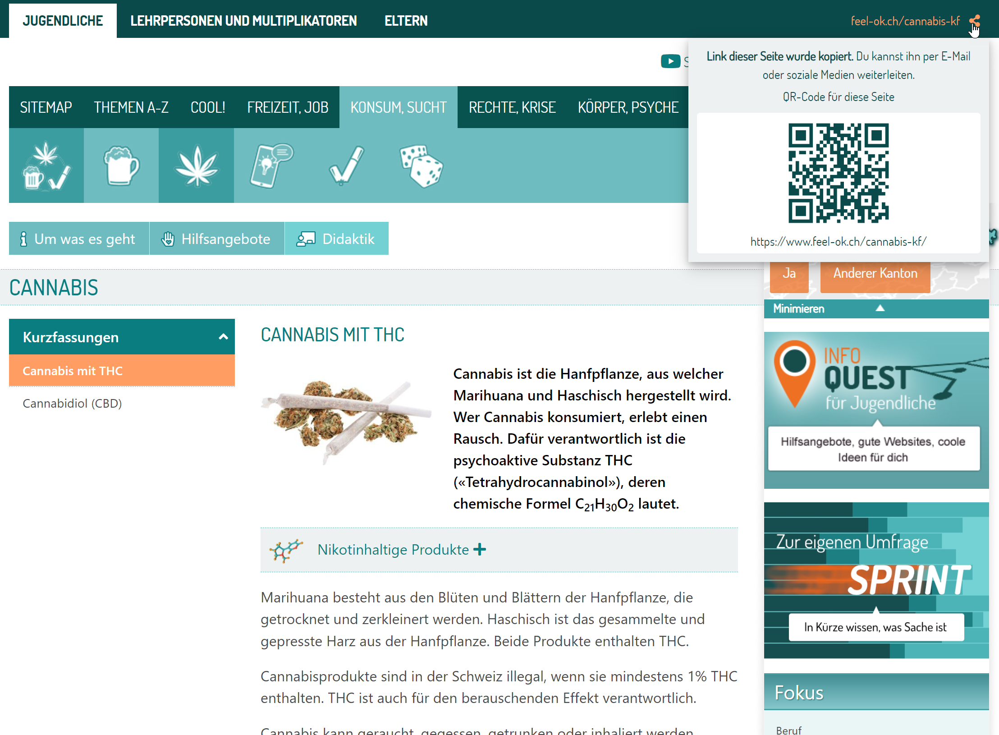 JUGENDLICHE LEHRPERSONEN UND MULTIPLIKATOREN ELTERN feel-ok.ch/cannabis-kf
Link dieser Seite wurde kopiert. Du kannst ihn per E-Mail
oder soziale Medien weiterleiten.
QR-Code für diese Seite
https://www.feel-ok.ch/cannabis-kf/
SITEMAP THEMEN A-Z COOL! FREIZEIT, JOB KONSUM, SUCHT RECHTE, KRISE KÖRPER, PSYCHE
Um was es geht Hilfsangebote Didaktik
Ja Anderer Kanton
Minimieren
CANNABIS
Kurzfassungen
Cannabis mit THC
Cannabidiol (CBD)
CANNABIS MIT THC
Cannabis ist die Hanfpflanze, aus welcher
Marihuana und Haschisch hergestellt wird.
Wer Cannabis konsumiert, erlebt einen
Rausch. Dafür verantwortlich ist die
psychoaktive Substanz THC
(«Tetrahydrocannabinol»), deren
chemische Formel C₂₁H₃₀O₂ lautet.
Nikotinhaltige Produkte
Marihuana besteht aus den Blüten und Blättern der Hanfpflanze, die
getrocknet und zerkleinert werden. Haschisch ist das gesammelte und
gepresste Harz aus der Hanfpflanze. Beide Produkte enthalten THC.
Cannabisprodukte sind in der Schweiz illegal, wenn sie mindestens 1% THC
enthalten. THC ist auch für den berauschenden Effekt verantwortlich.
Cannabis kann geraucht, gegessen, getrunken oder inhaliert werden
INFO
QUEST
für Jugendliche
Hilfsangebote, gute Websites, coole
Ideen für dich
Zur eigenen Umfrage
SPRINT
In Kürze wissen, was Sache ist
Fokus
Beruf